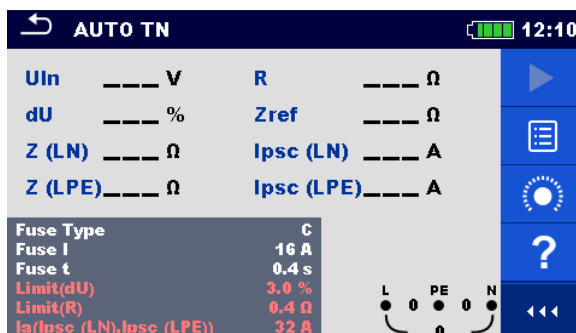 AUTO TN 12:10
Uln ___ V R ___ Ω
dU ___ % Zref ___ Ω
Z (LN) ___ Ω Ipsc (LN) ___ A
Z (LPE)___ Ω Ipsc (LPE)___ A
Fuse Type C
Fuse I 16 A
Fuse t 0.4 s
Limit(dU) 3.0 %
Limit(R) 0.4 Ω
Ia(Ipsc (LN),Ipsc (LPE)) 32 A
L PE N
0 0
0
?